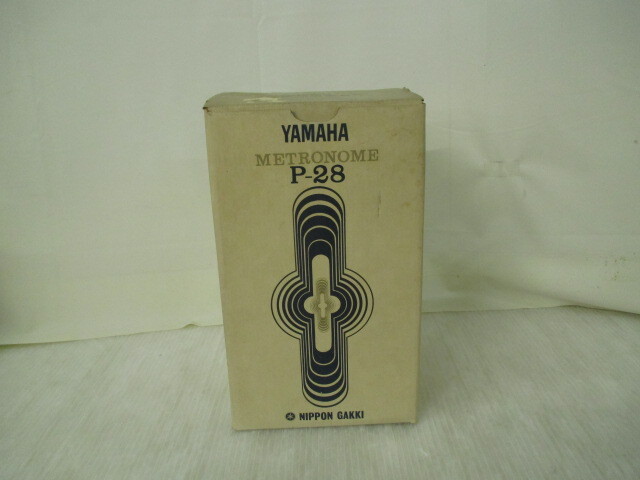 YAMAHA
METRONOME
P-28
NIPPON GAKKI